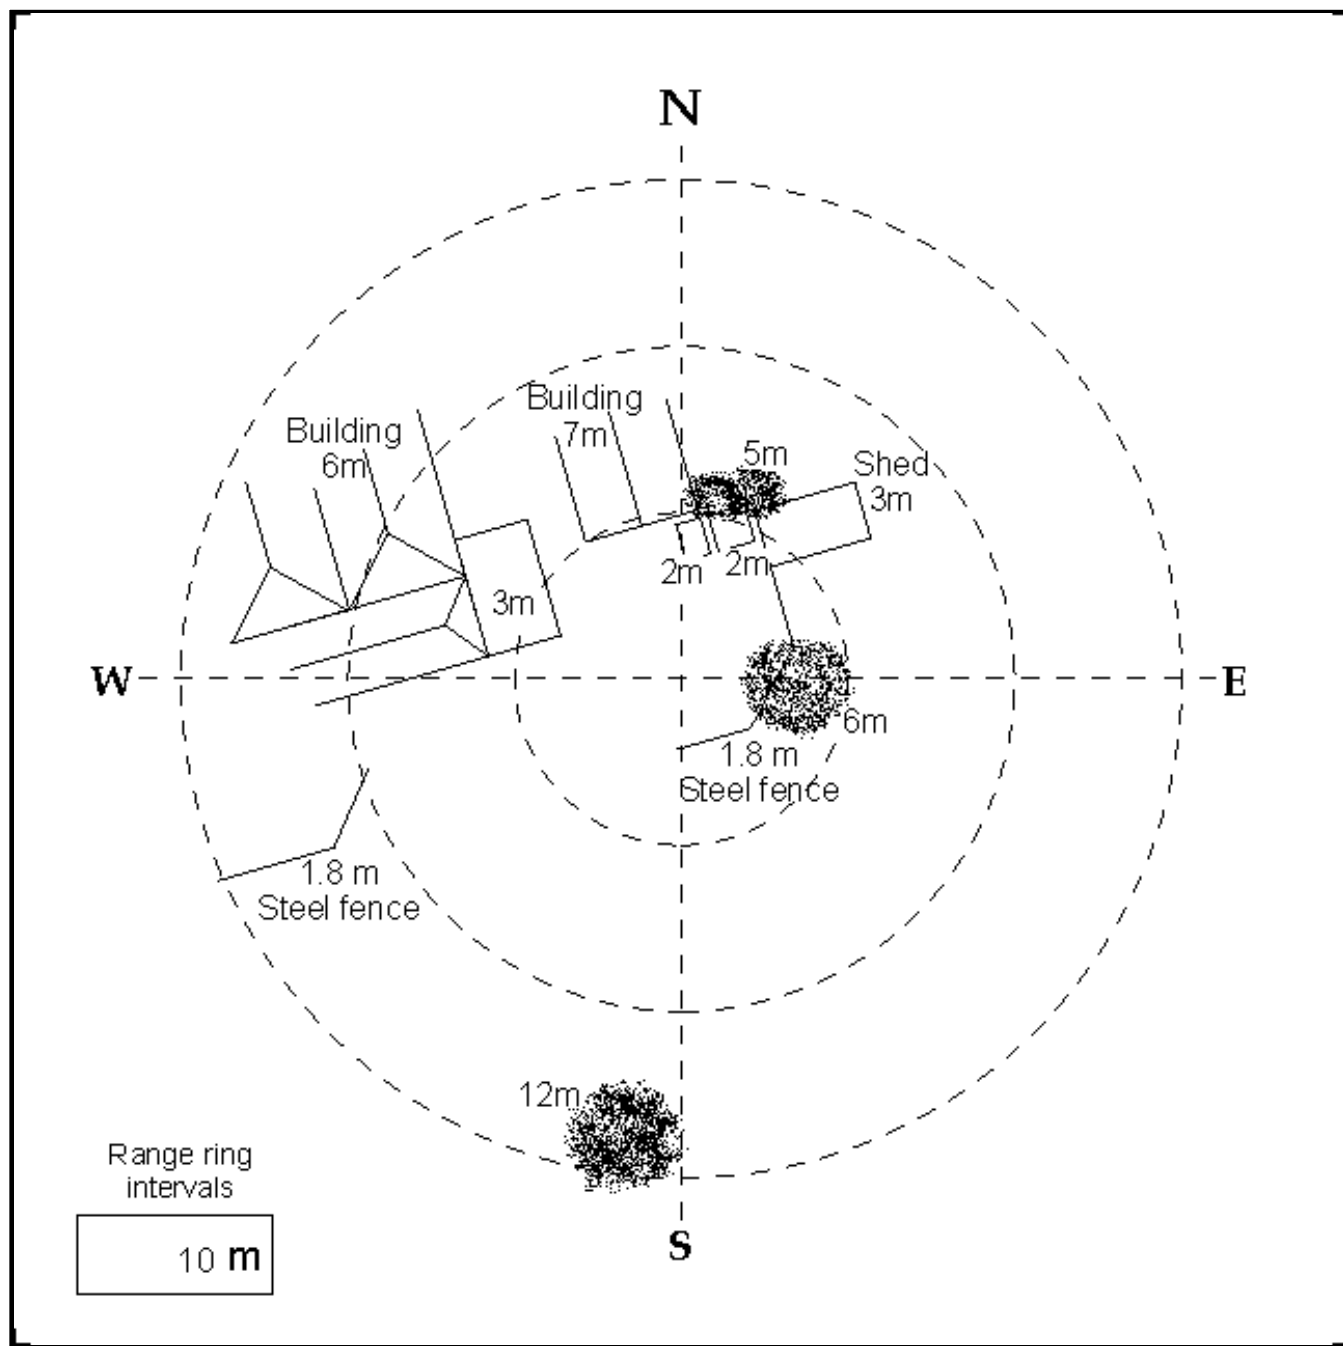 N
Building
7m
Building
6m
5m
Shed
3m
2m
2m
3m
W
E
6m
1.8 m
Steel fence
1.8 m
Steel fence
12m
Range ring
intervals
10 m
S